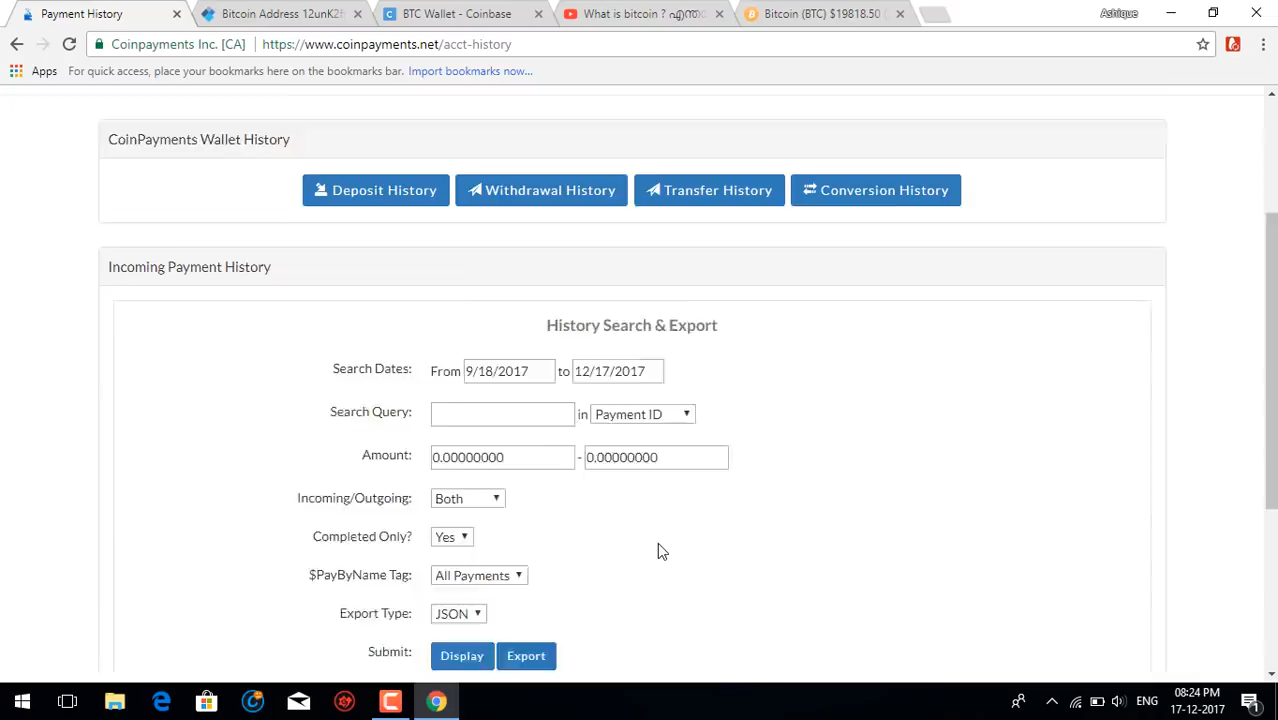 Payment History
Bitcoin Address 12unK2f
BTC Wallet - Coinbase
What is bitcoin ?
Bitcoin (BTC) $19818.50 (
Ashique
Coinpayments Inc. [CA] https://www.coinpayments.net/acct-history
Apps For quick access, place your bookmarks here on the bookmarks bar. Import bookmarks now...
CoinPayments Wallet History
Deposit History Withdrawal History Transfer History Conversion History
Incoming Payment History
History Search & Export
Search Dates: From 9/18/2017 to 12/17/2017
Search Query: in Payment ID
Amount: 0.00000000 - 0.00000000
Incoming/Outgoing: Both
Completed Only? Yes
$PayByName Tag: All Payments
Export Type: JSON
Submit: Display Export
ENG
08:24 PM
17-12-2017
1